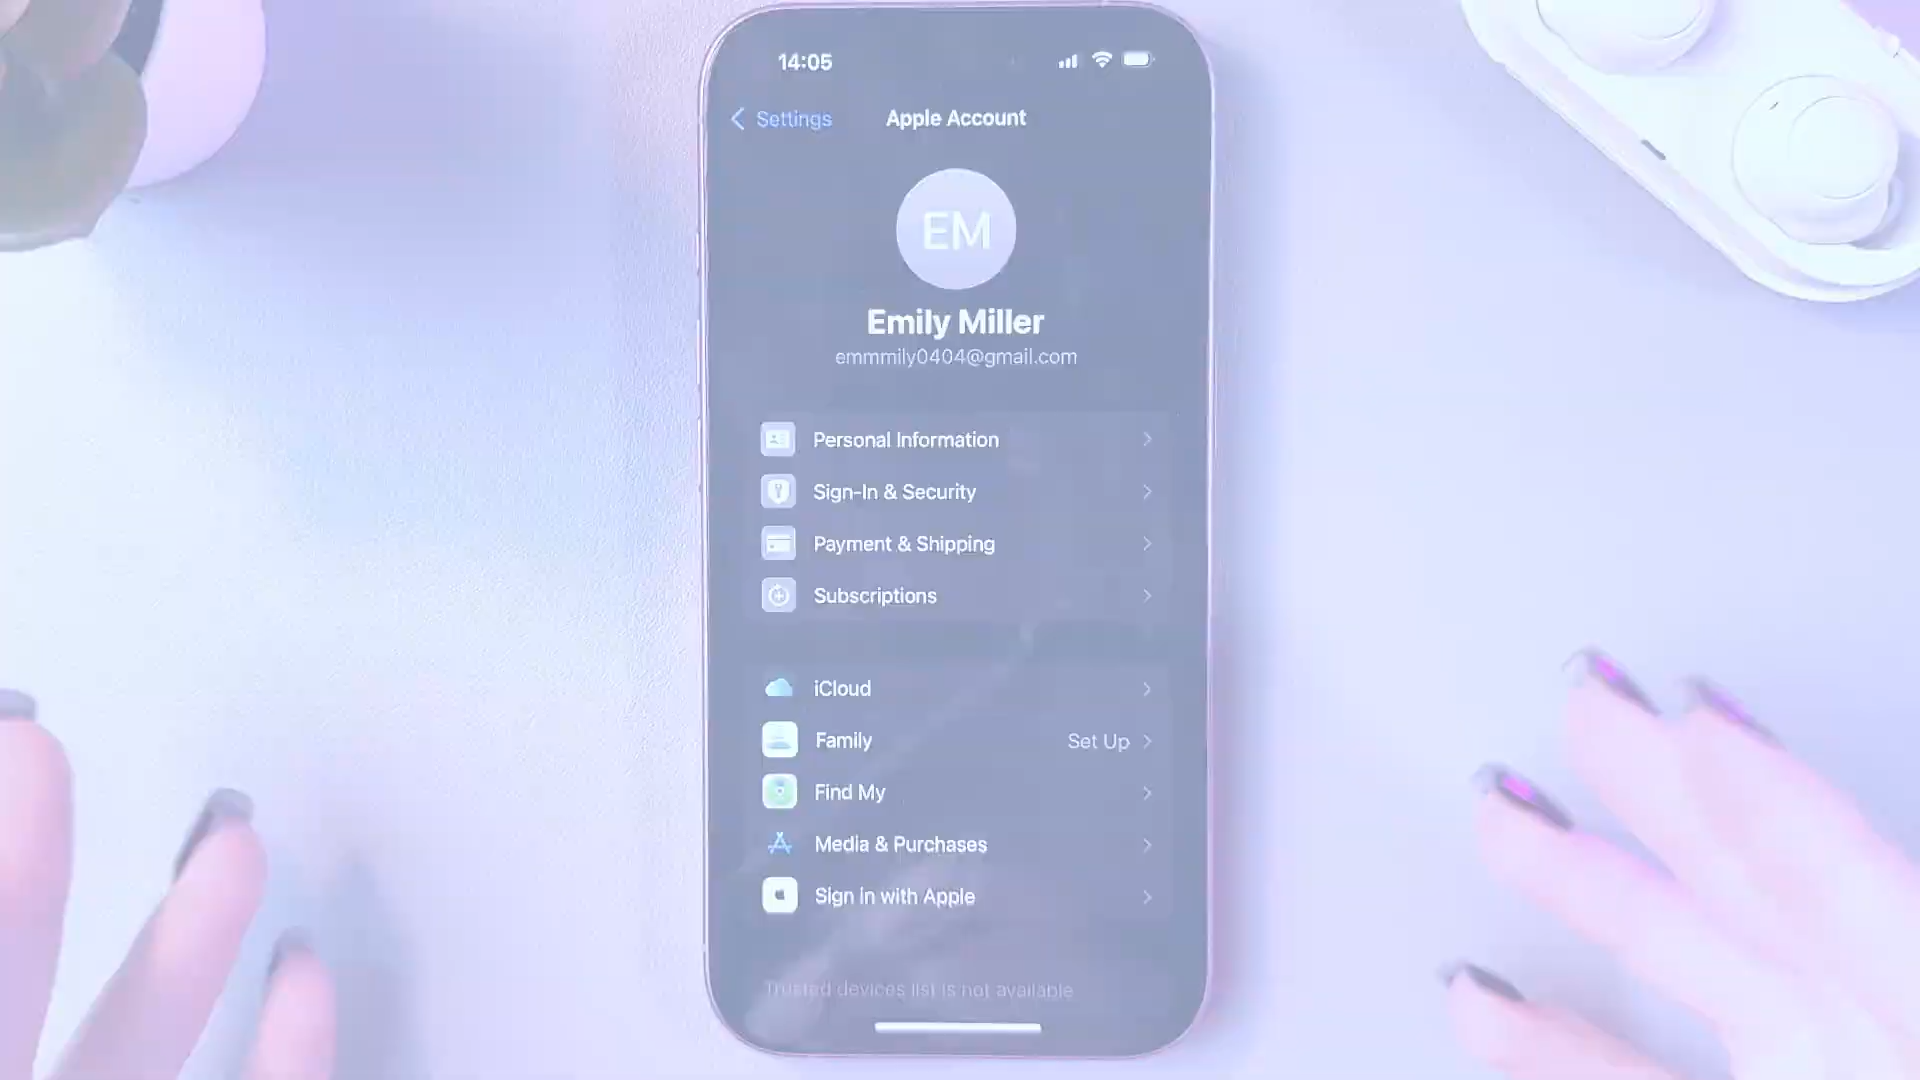 14:05
Settings
Apple Account
EM
Emily Miller
emmmily0404@gmail.com
Personal Information
Sign-In & Security
Payment & Shipping
Subscriptions
iCloud
Family
Set Up
Find My
Media & Purchases
Sign in with Apple
Trusted devices list is not available